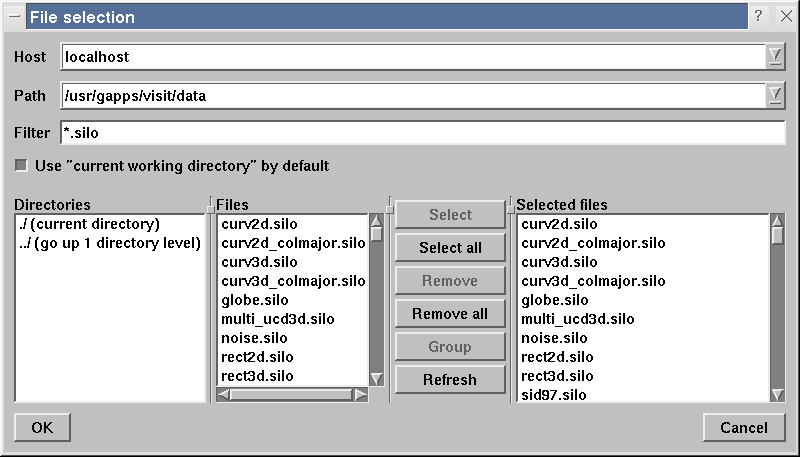 File selection
Host localhost
Path /usr/gapps/visit/data
Filter *.silo
Use "current working directory" by default
Directories
./ (current directory)
../ (go up 1 directory level)
Files
curv2d.silo
curv2d_colmajor.silo
curv3d.silo
curv3d_colmajor.silo
globe.silo
multi_ucd3d.silo
noise.silo
rect2d.silo
rect3d.silo
Select
Select all
Remove
Remove all
Group
Refresh
Selected files
curv2d.silo
curv2d_colmajor.silo
curv3d.silo
curv3d_colmajor.silo
globe.silo
multi_ucd3d.silo
noise.silo
rect2d.silo
rect3d.silo
sid97.silo
OK
Cancel